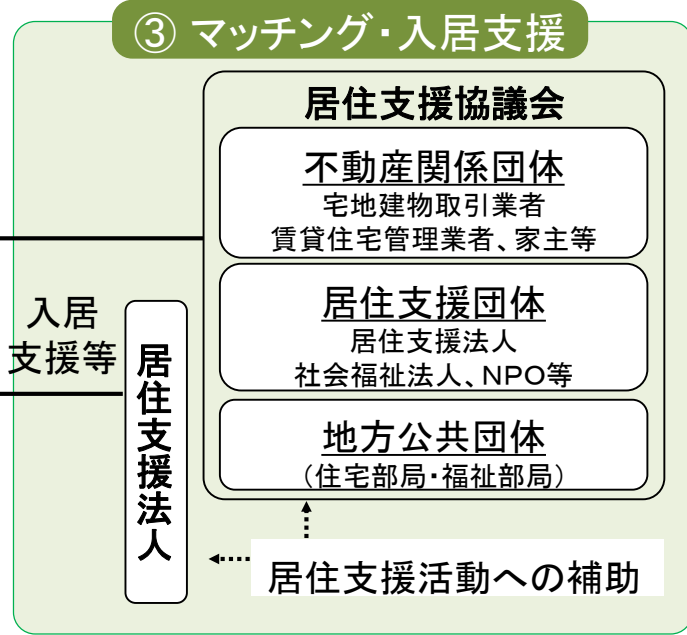 ③ マッチング・入居支援
居住支援協議会
不動産関係団体
宅地建物取引業者
賃貸住宅管理業者、家主等
居住支援団体
居住支援法人
社会福祉法人、NPO等
地方公共団体
(住宅部局・福祉部局)
入居
支援等
居住支援法人
居住支援活動への補助